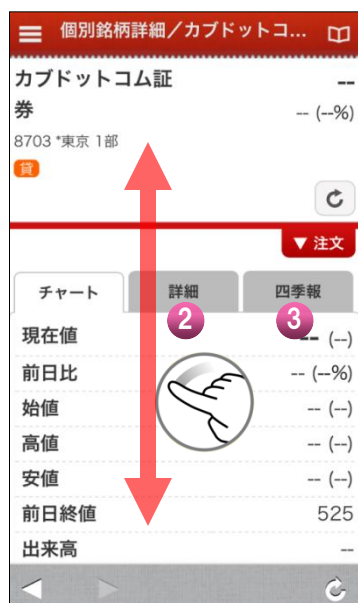 個別銘柄詳細／カブドットコ...
カブドットコム証
券
--
-- (--%)
8703 *東京 1部
貸
▼ 注文
チャート 詳細 四季報
2 3
現在値 -- (--)
前日比 -- (--%)
始値 -- (--)
高値 -- (--)
安値 -- (--)
前日終値 525
出来高 --